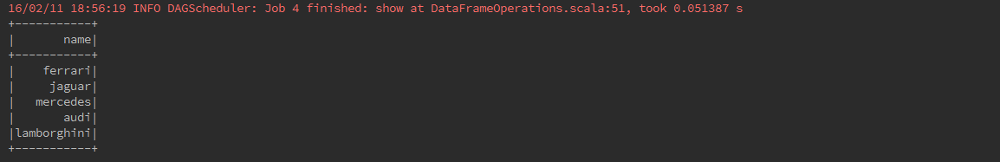 16/02/11 18:56:19 INFO DAGScheduler: Job 4 finished: show at DataFrameOperations.scala:51, took 0.051387 s
+-----------+
|       name|
+-----------+
|    ferrari|
|     jaguar|
|   mercedes|
|       audi|
|lamborghini|
+-----------+